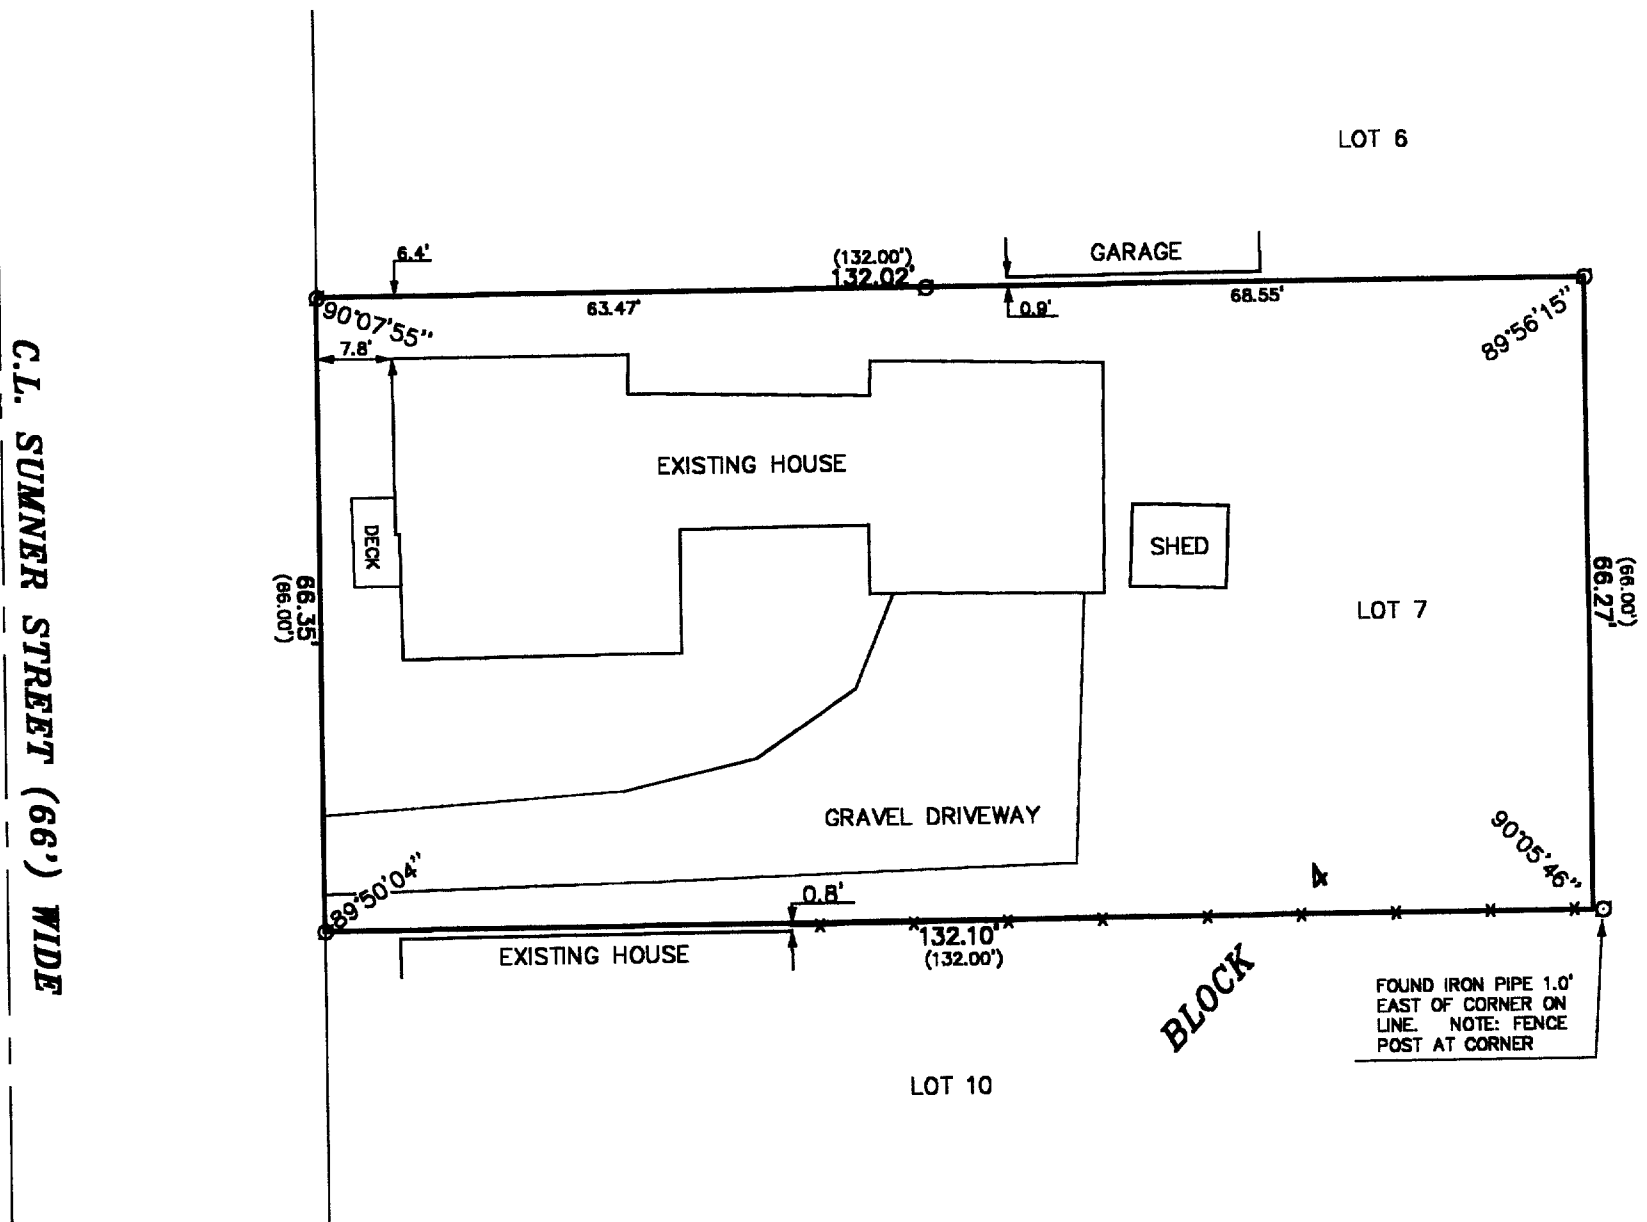 LOT 6
6.4'
(132.00')
132.02'
GARAGE
63.47'
0.9'
68.55'
90°07'55"
89°56'15"
7.8'
EXISTING HOUSE
DECK
SHED
LOT 7
66.35'
(66.00')
(66.00')
66.27'
C.L. SUMNER STREET (66') WIDE
GRAVEL DRIVEWAY
90°05'46"
89°50'04"
0.8'
4
132.10'
(132.00')
EXISTING HOUSE
BLOCK
FOUND IRON PIPE 1.0'
EAST OF CORNER ON
LINE. NOTE: FENCE
POST AT CORNER
LOT 10